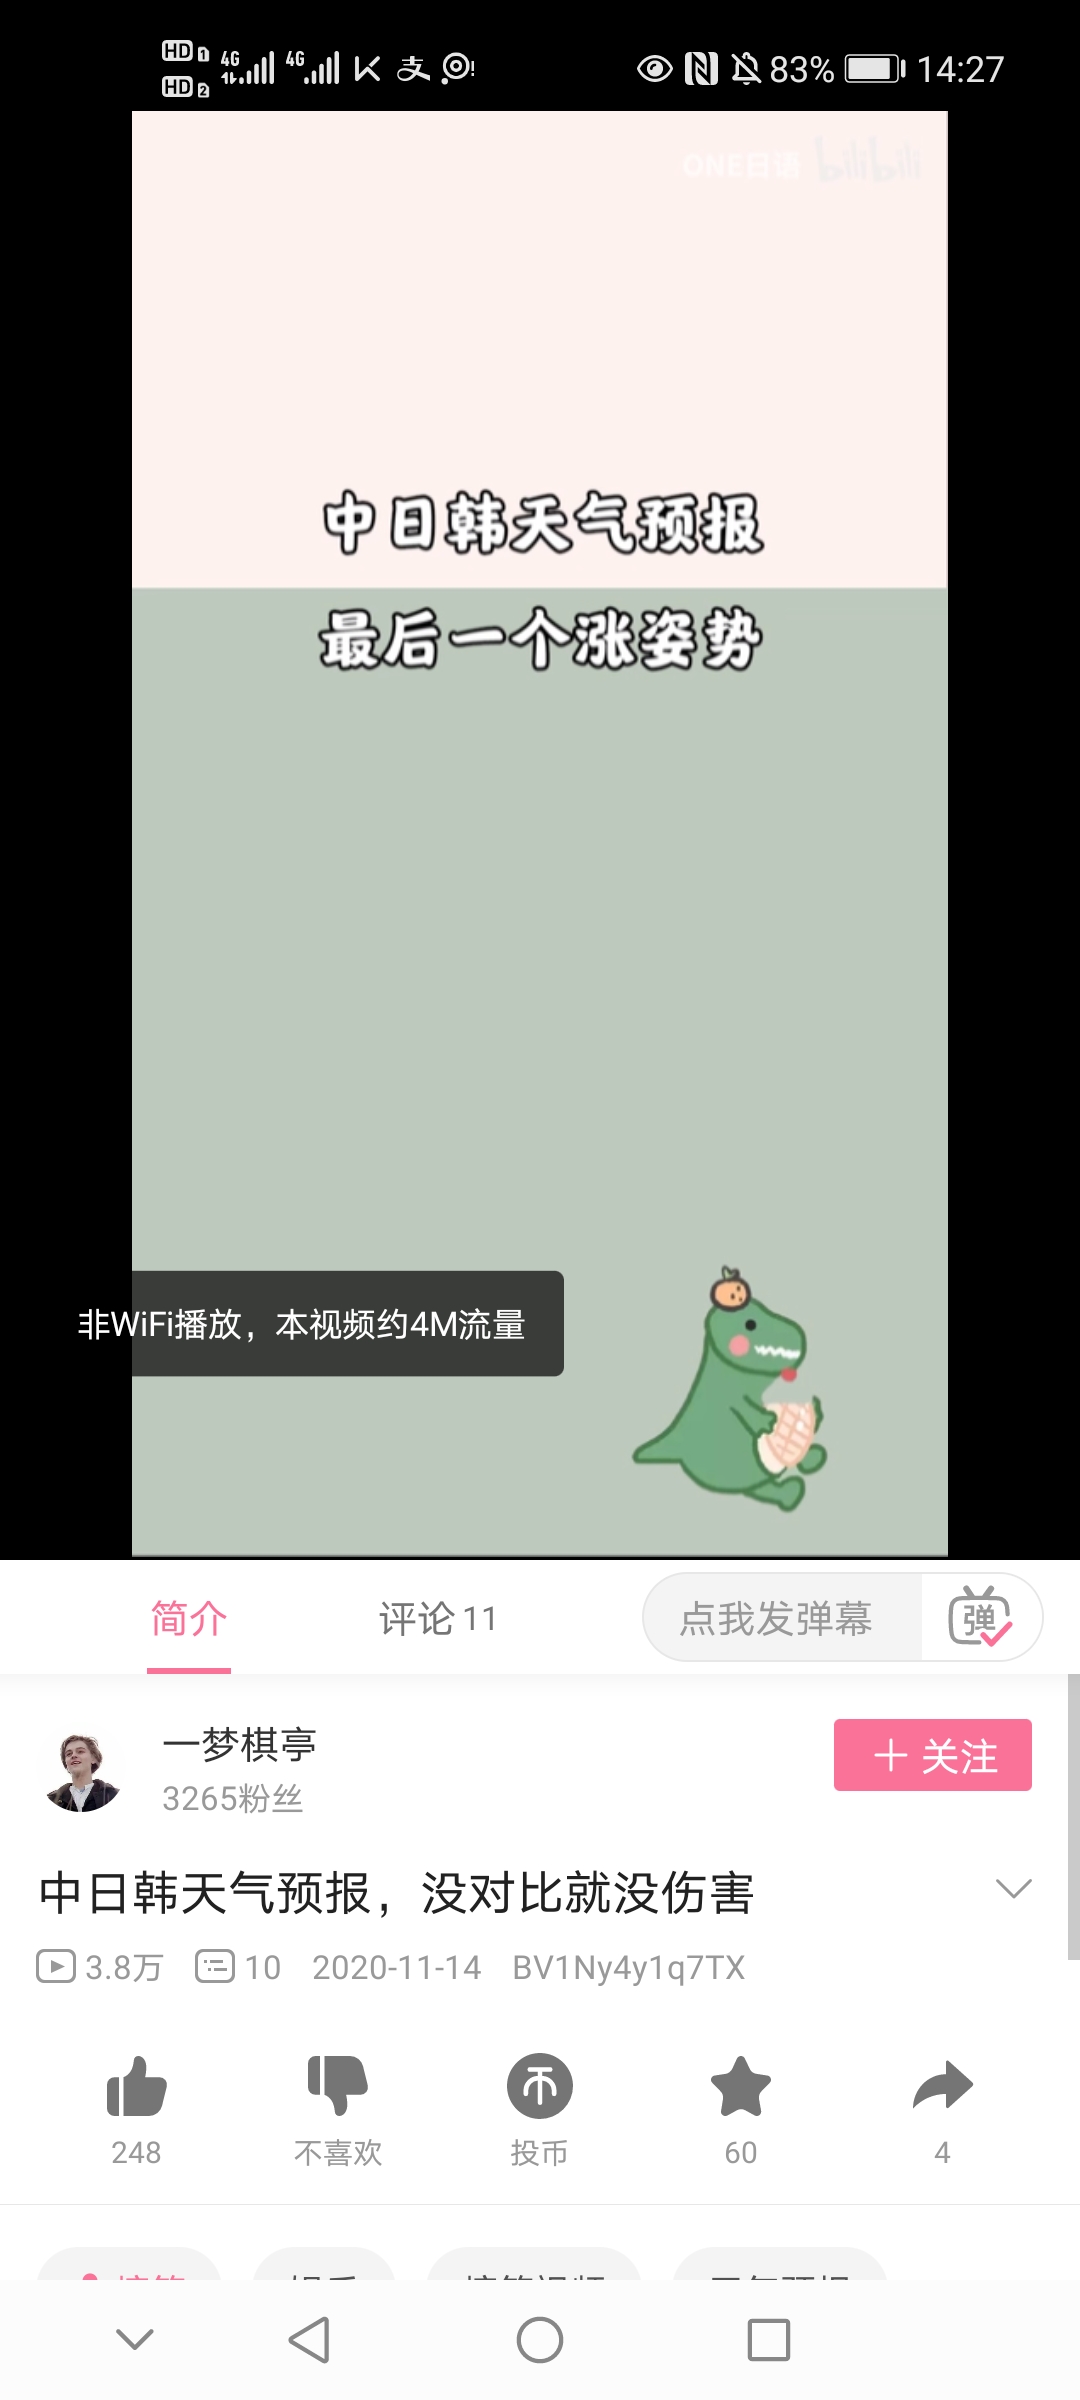 HD 1 4G 4G 83% 14:27
HD 2
ONE日语 bilibili
中日韩天气预报
最后一个涨姿势
非WiFi播放，本视频约4M流量
简介 评论 11 点我发弹幕 弹
一梦棋亭
3265粉丝
关注
中日韩天气预报，没对比就没伤害
3.8万 10 2020-11-14 BV1Ny4y1q7TX
248 不喜欢 投币 60 4